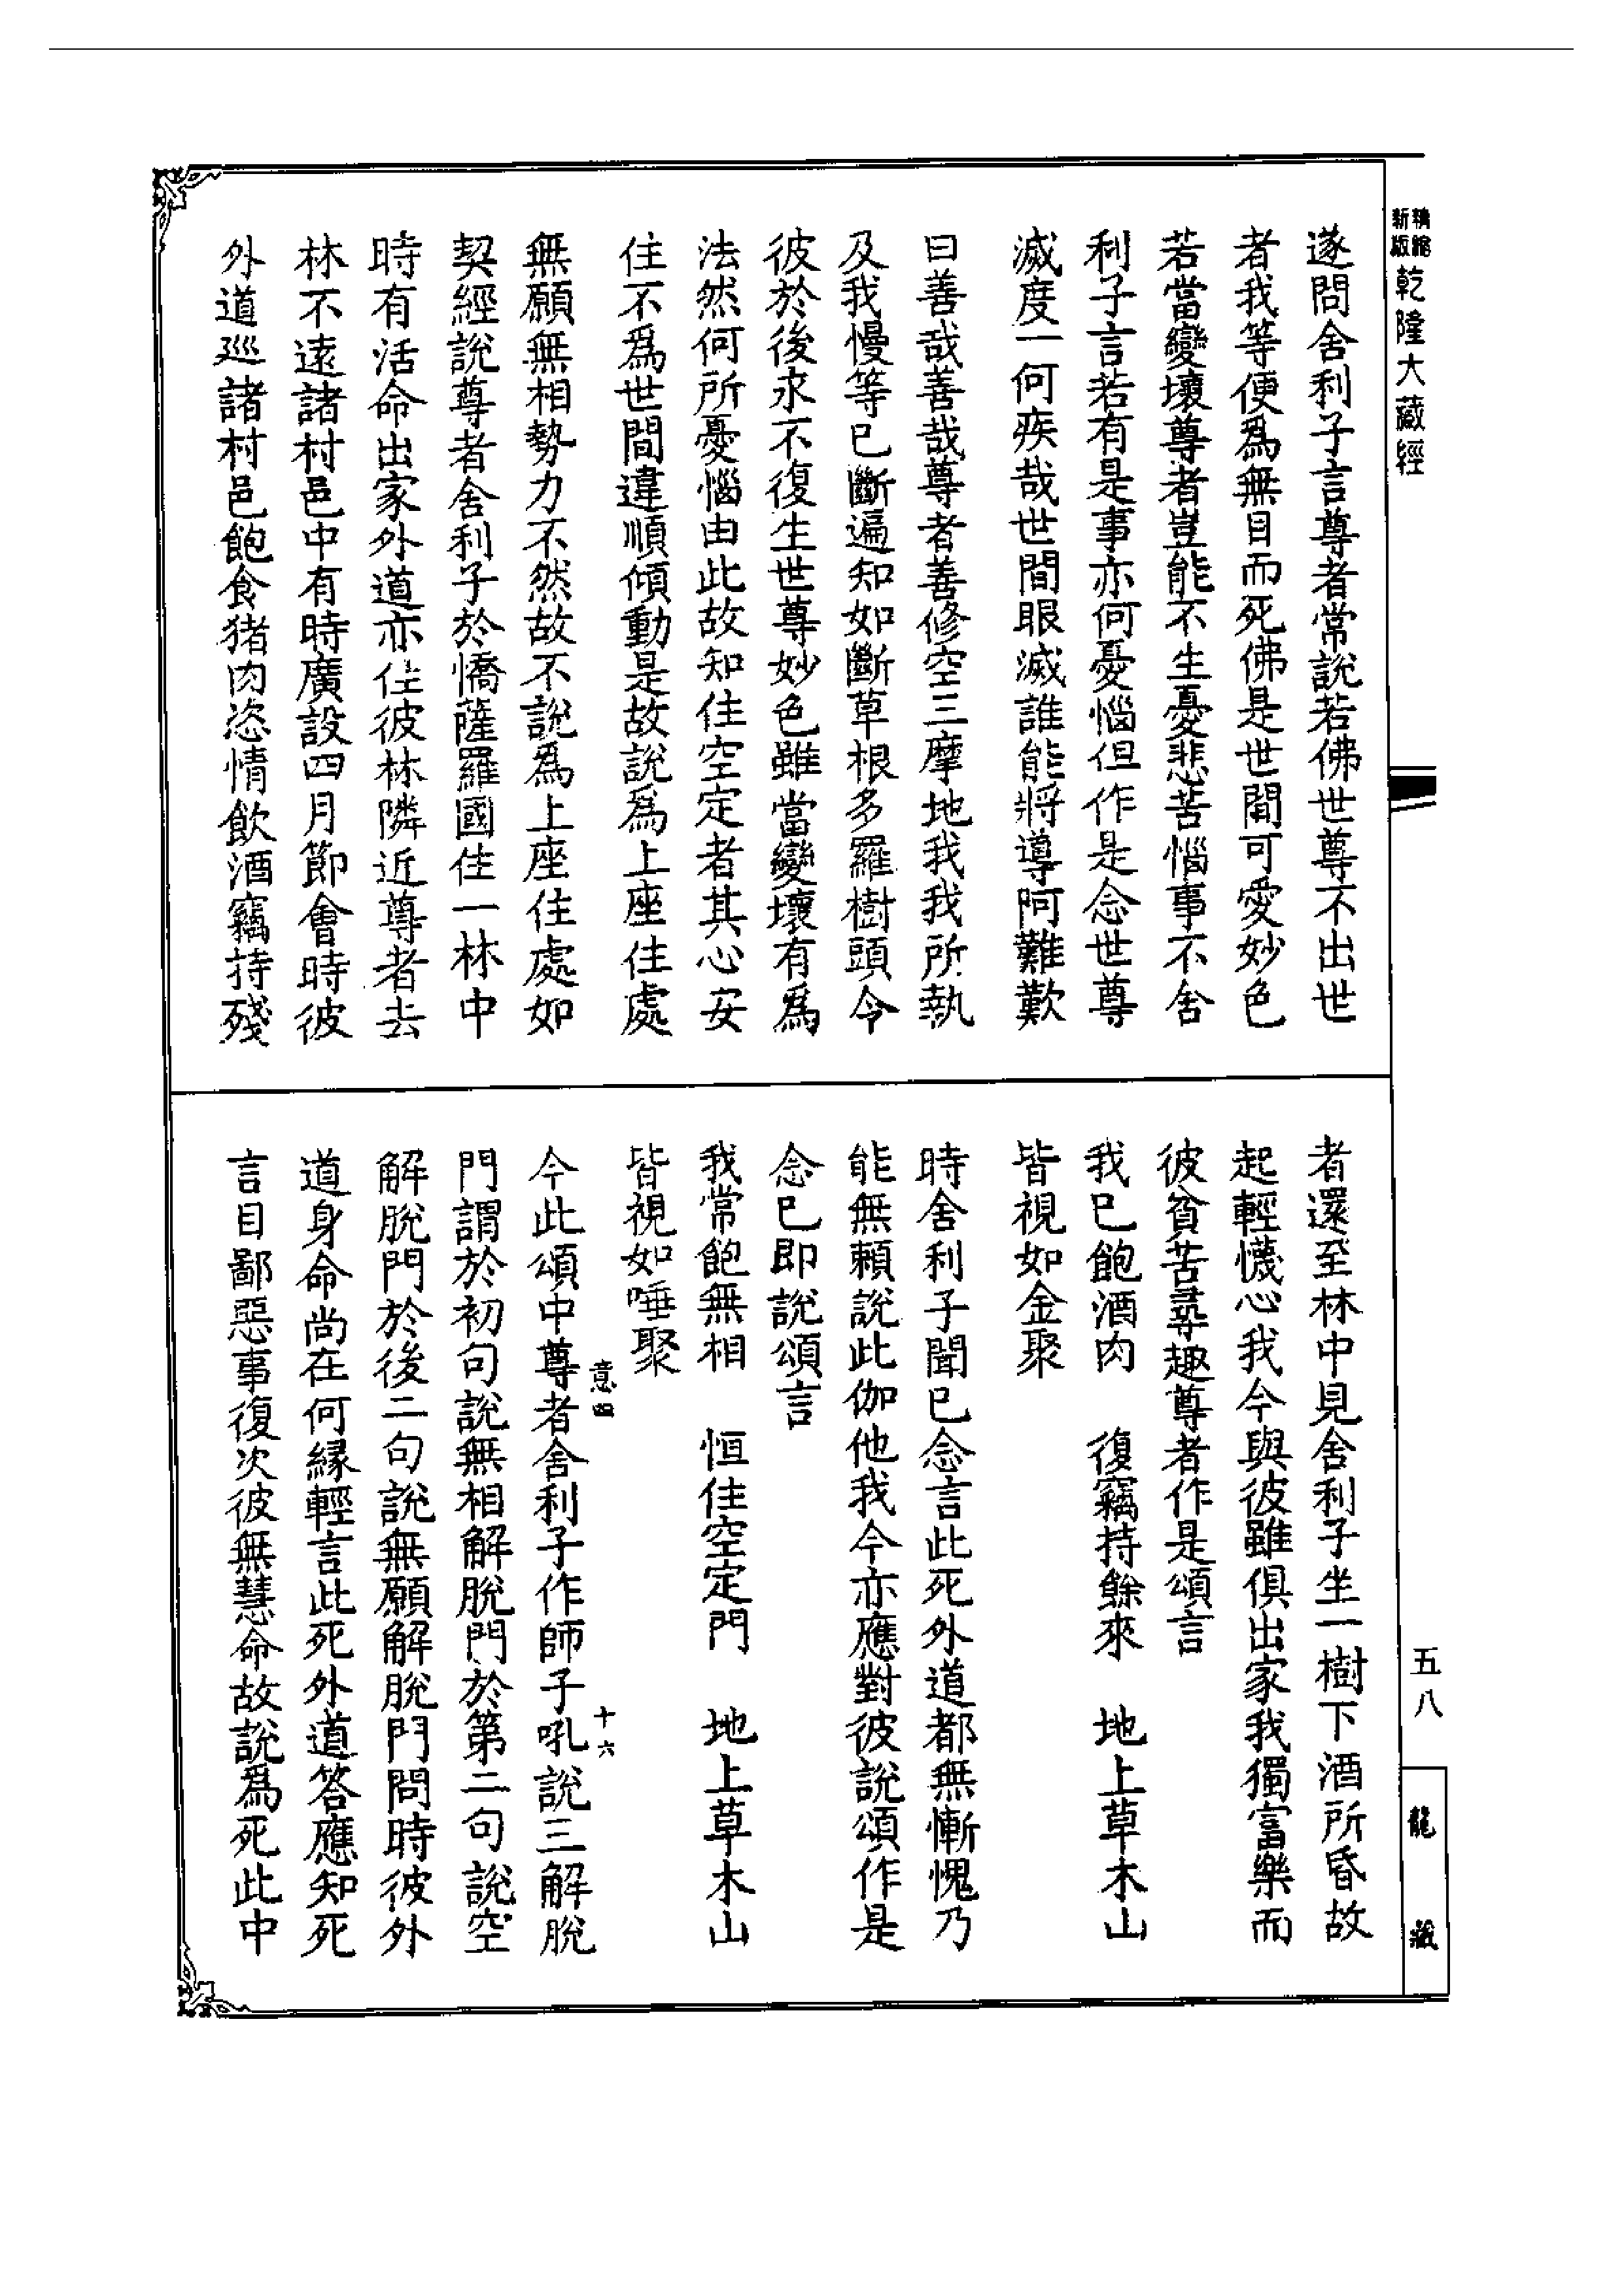 新版 精縮 乾隆大藏經
遂問舍利子言尊者常說若佛世尊不出世
者我等便爲無目而死佛是世間可愛妙色
若當變壞尊者豈能不生憂悲苦惱事不舍
利子言若有是事亦何憂惱但作是念世尊
滅度一何疾哉世間眼滅誰能將導阿難歎
曰善哉善哉尊者善修空三摩地我我所執
及我慢等已斷遍知如斷草根多羅樹頭令
彼於後求不復生世尊妙色雖當變壞有爲
法然何所憂惱由此故知住空定者其心安
住不爲世間違順傾動是故說爲上座住處
無願無相勢力不然故不說爲上座住處如
契經說尊者舍利子於憍薩羅國住一林中
時有活命出家外道亦住彼林隣近尊者去
林不遠諸村邑中有時廣設四月節會時彼
外道巡諸村邑飽食猪肉恣情飲酒竊持殘
者還至林中見舍利子坐一樹下酒所昏故
起輕懱心我今與彼雖俱出家我獨富樂而
彼貧苦尋趣尊者作是頌言
我已飽酒肉 復竊持餘來 地上草木山
皆視如金聚
時舍利子聞已念言此死外道都無慚愧乃
能無賴說此伽他我今亦應對彼說頌作是
念已即說頌言
我常飽無相 恒住空定門 地上草木山
皆視如唾聚
意四 十六
今此頌中尊者舍利子作師子吼說三解脫
門謂於初句說無相解脫門於第二句說空
解脫門於後二句說無願解脫門問時彼外
道身命尚在何緣輕言此死外道答應知死
言目鄙惡事復次彼無慧命故說爲死此中
五八
龍藏